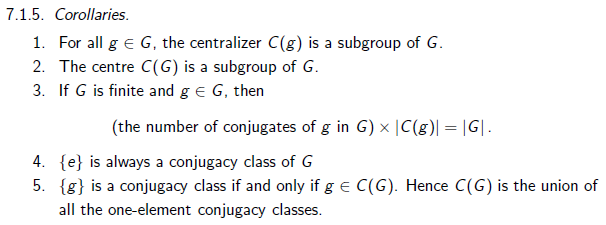 7.1.5. Corollaries.
1. For all g ∈ G, the centralizer C(g) is a subgroup of G.
2. The centre C(G) is a subgroup of G.
3. If G is finite and g ∈ G, then
(the number of conjugates of g in G) × |C(g)| = |G|.
4. {e} is always a conjugacy class of G
5. {g} is a conjugacy class if and only if g ∈ C(G). Hence C(G) is the union of
all the one-element conjugacy classes.